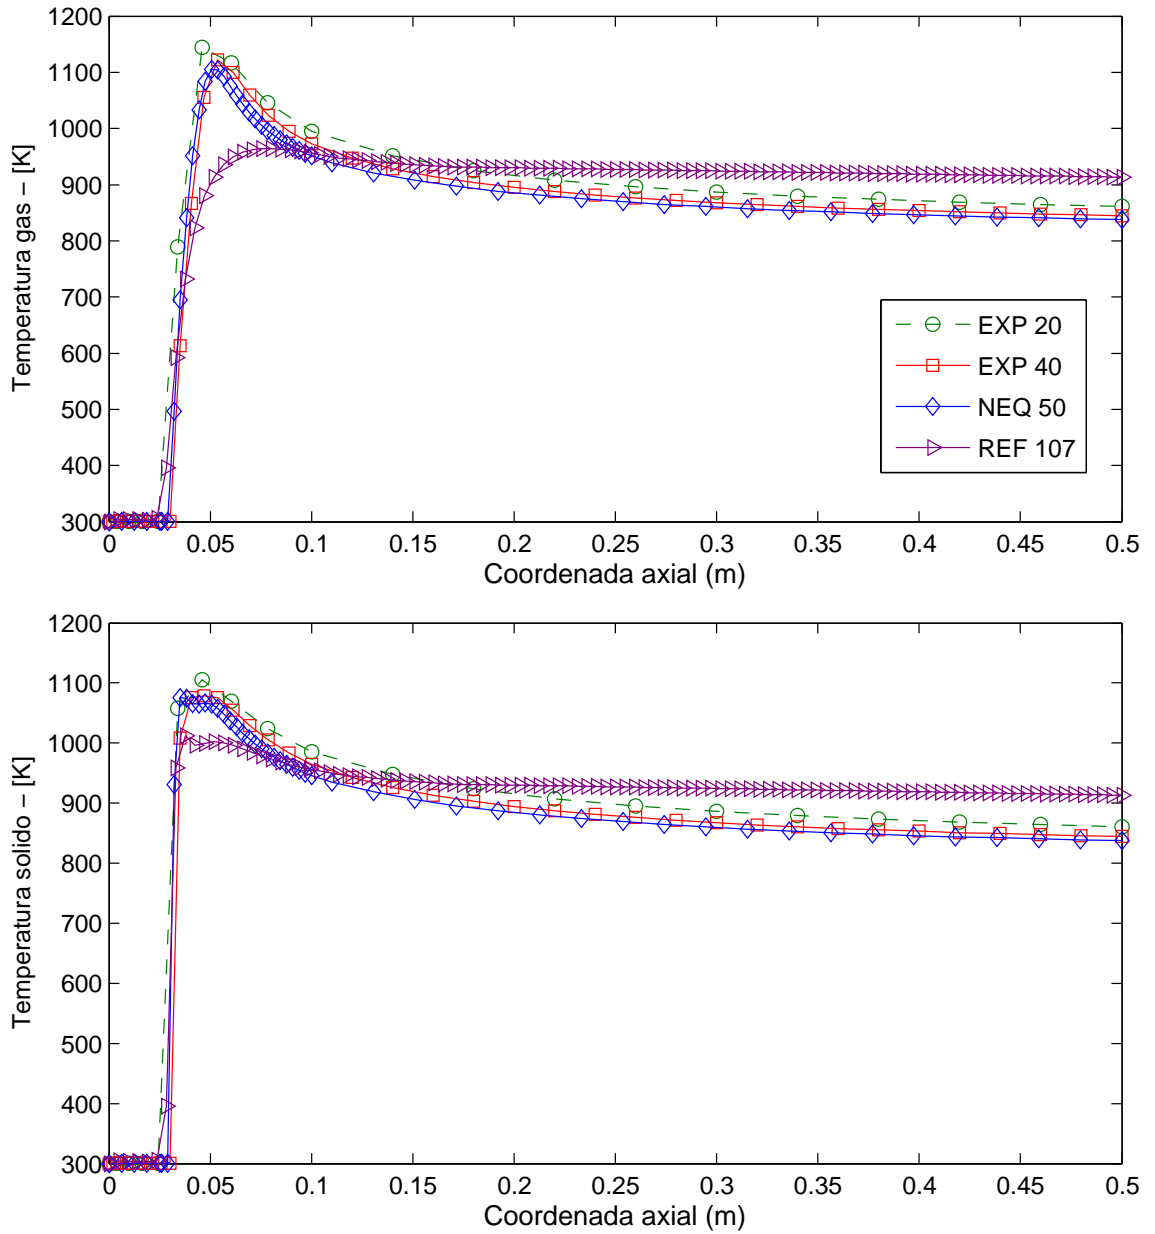 1200
1100
1000
900
800
700
600
500
400
300
Temperatura gas – [K]
0 0.05 0.1 0.15 0.2 0.25 0.3 0.35 0.4 0.45 0.5
Coordenada axial (m)
EXP 20
EXP 40
NEQ 50
REF 107
1200
1100
1000
900
800
700
600
500
400
300
Temperatura solido – [K]
0 0.05 0.1 0.15 0.2 0.25 0.3 0.35 0.4 0.45 0.5
Coordenada axial (m)